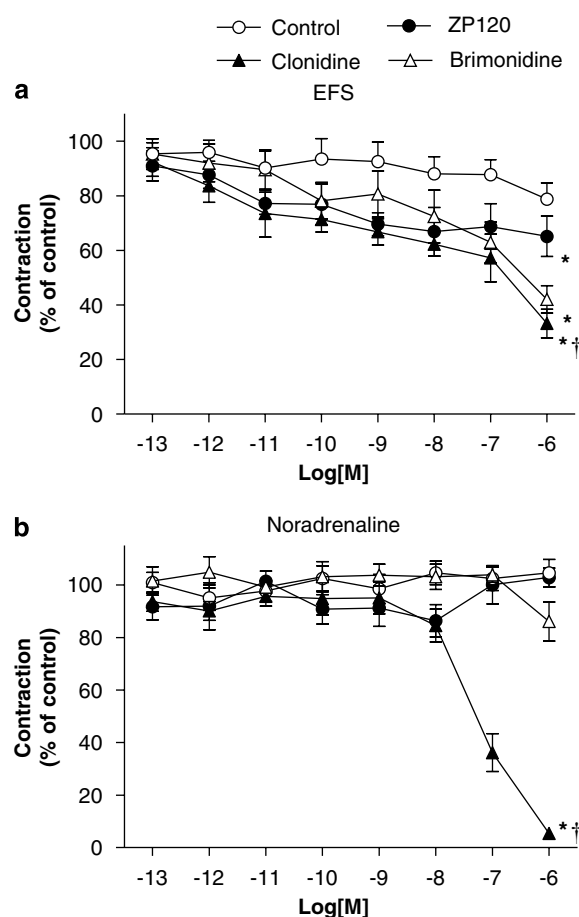 Control ZP120
Clonidine Brimonidine
a
EFS
100
80
60
40
20
0
Contraction
(% of control)
*
*
*†
-13 -12 -11 -10 -9 -8 -7 -6
Log[M]
b
Noradrenaline
100
80
60
40
20
0
Contraction
(% of control)
*†
-13 -12 -11 -10 -9 -8 -7 -6
Log[M]